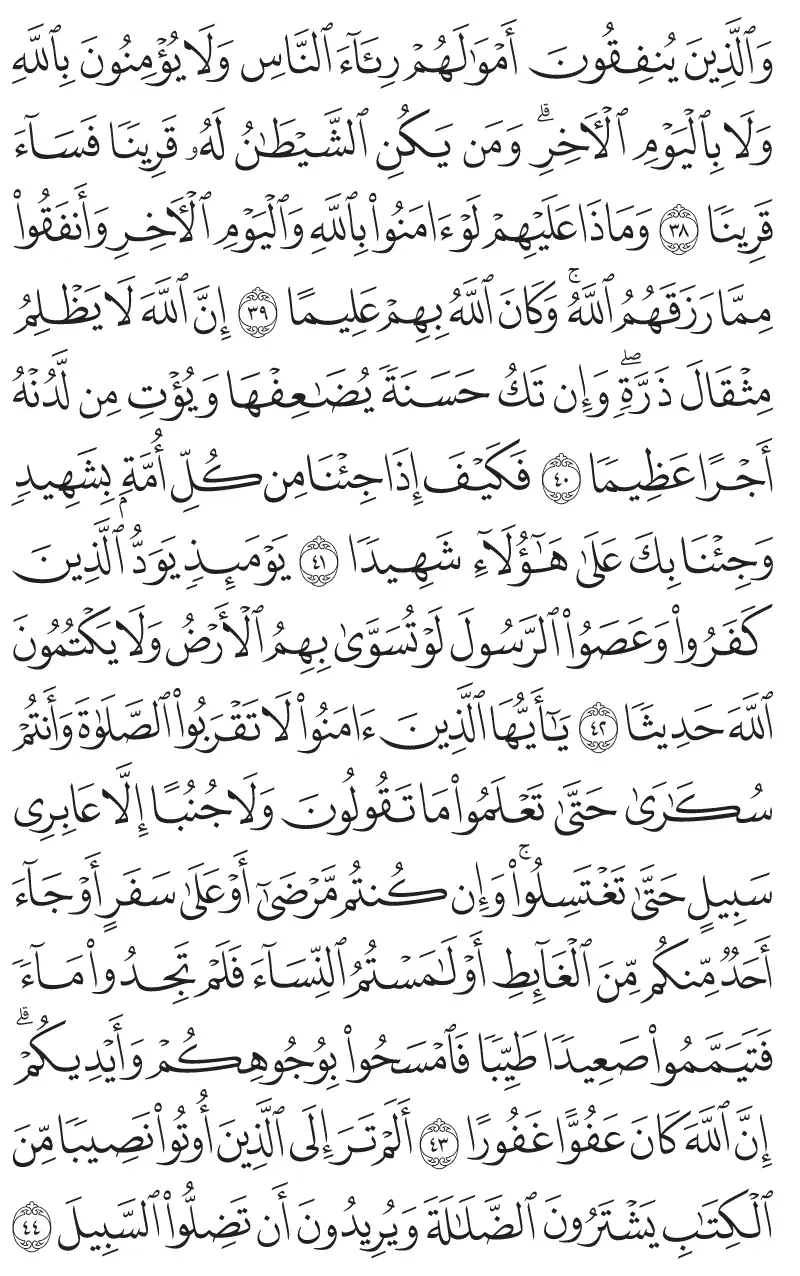 وَٱلَّذِينَ يُنفِقُونَ أَمۡوَٰلَهُمۡ رِئَآءَ ٱلنَّاسِ وَلَا يُؤۡمِنُونَ بِٱللَّهِ
وَلَا بِٱلۡيَوۡمِ ٱلۡأٓخِرِۗ وَمَن يَكُنِ ٱلشَّيۡطَٰنُ لَهُۥ قَرِينٗا فَسَآءَ
قَرِينٗا ٣٨ وَمَاذَا عَلَيۡهِمۡ لَوۡ ءَامَنُواْ بِٱللَّهِ وَٱلۡيَوۡمِ ٱلۡأٓخِرِ وَأَنفَقُواْ
مِمَّا رَزَقَهُمُ ٱللَّهُۚ وَكَانَ ٱللَّهُ بِهِمۡ عَلِيمًا ٣٩ إِنَّ ٱللَّهَ لَا يَظۡلِمُ
مِثۡقَالَ ذَرَّةٖۖ وَإِن تَكُ حَسَنَةٗ يُضَٰعِفۡهَا وَيُؤۡتِ مِن لَّدُنۡهُ
أَجۡرًا عَظِيمٗا ٤٠ فَكَيۡفَ إِذَا جِئۡنَا مِن كُلِّ أُمَّةِۭ بِشَهِيدٖ
وَجِئۡنَا بِكَ عَلَىٰ هَٰٓؤُلَآءِ شَهِيدٗا ٤١ يَوۡمَئِذٖ يَوَدُّ ٱلَّذِينَ
كَفَرُواْ وَعَصَوُاْ ٱلرَّسُولَ لَوۡ تُسَوَّىٰ بِهِمُ ٱلۡأَرۡضُ وَلَا يَكۡتُمُونَ
ٱللَّهَ حَدِيثٗا ٤٢ يَٰٓأَيُّهَا ٱلَّذِينَ ءَامَنُواْ لَا تَقۡرَبُواْ ٱلصَّلَوٰةَ وَأَنتُمۡ
سُكَٰرَىٰ حَتَّىٰ تَعۡلَمُواْ مَا تَقُولُونَ وَلَا جُنُبًا إِلَّا عَابِرِي
سَبِيلٍ حَتَّىٰ تَغۡتَسِلُواْۚ وَإِن كُنتُم مَّرۡضَىٰٓ أَوۡ عَلَىٰ سَفَرٍ أَوۡ جَآءَ
أَحَدٞ مِّنكُم مِّنَ ٱلۡغَآئِطِ أَوۡ لَٰمَسۡتُمُ ٱلنِّسَآءَ فَلَمۡ تَجِدُواْ مَآءٗ
فَتَيَمَّمُواْ صَعِيدٗا طَيِّبٗا فَٱمۡسَحُواْ بِوُجُوهِكُمۡ وَأَيۡدِيكُمۡۗ
إِنَّ ٱللَّهَ كَانَ عَفُوًّا غَفُورًا ٤٣ أَلَمۡ تَرَ إِلَى ٱلَّذِينَ أُوتُواْ نَصِيبٗا مِّنَ
ٱلۡكِتَٰبِ يَشۡتَرُونَ ٱلضَّلَٰلَةَ وَيُرِيدُونَ أَن تَضِلُّواْ ٱلسَّبِيلَ ٤٤